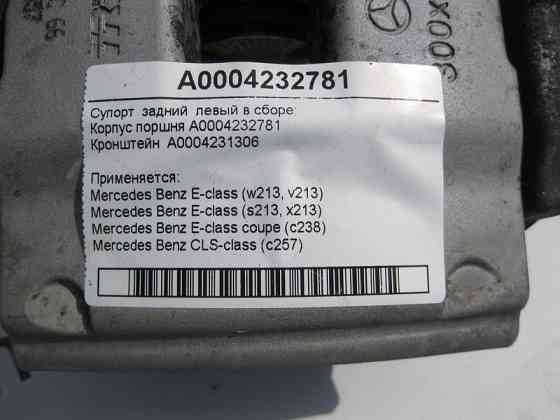 A0004232781
Супорт задний левый в сборе:
Корпус поршня A0004232781
Кронштейн A0004231306
Применяется:
Mercedes Benz E-class (w213, v213)
Mercedes Benz E-class (s213, x213)
Mercedes Benz E-class coupe (c238)
Mercedes Benz CLS-class (c257)
300X